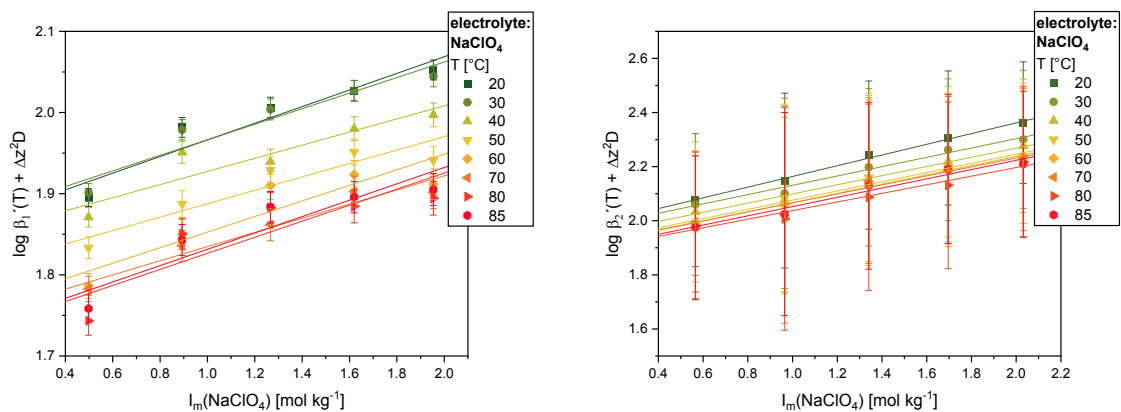 log β₁´(T) + Δz²D
2.1
2.0
1.9
1.8
1.7
0.4 0.6 0.8 1.0 1.2 1.4 1.6 1.8 2.0
Iₘ(NaClO₄) [mol kg⁻¹]
electrolyte:
NaClO₄
T [°C]
20
30
40
50
60
70
80
85
log β₂´(T) + Δz²D
2.6
2.4
2.2
2.0
1.8
1.6
0.4 0.6 0.8 1.0 1.2 1.4 1.6 1.8 2.0 2.2
Iₘ(NaClO₄) [mol kg⁻¹]
electrolyte:
NaClO₄
T [°C]
20
30
40
50
60
70
80
85